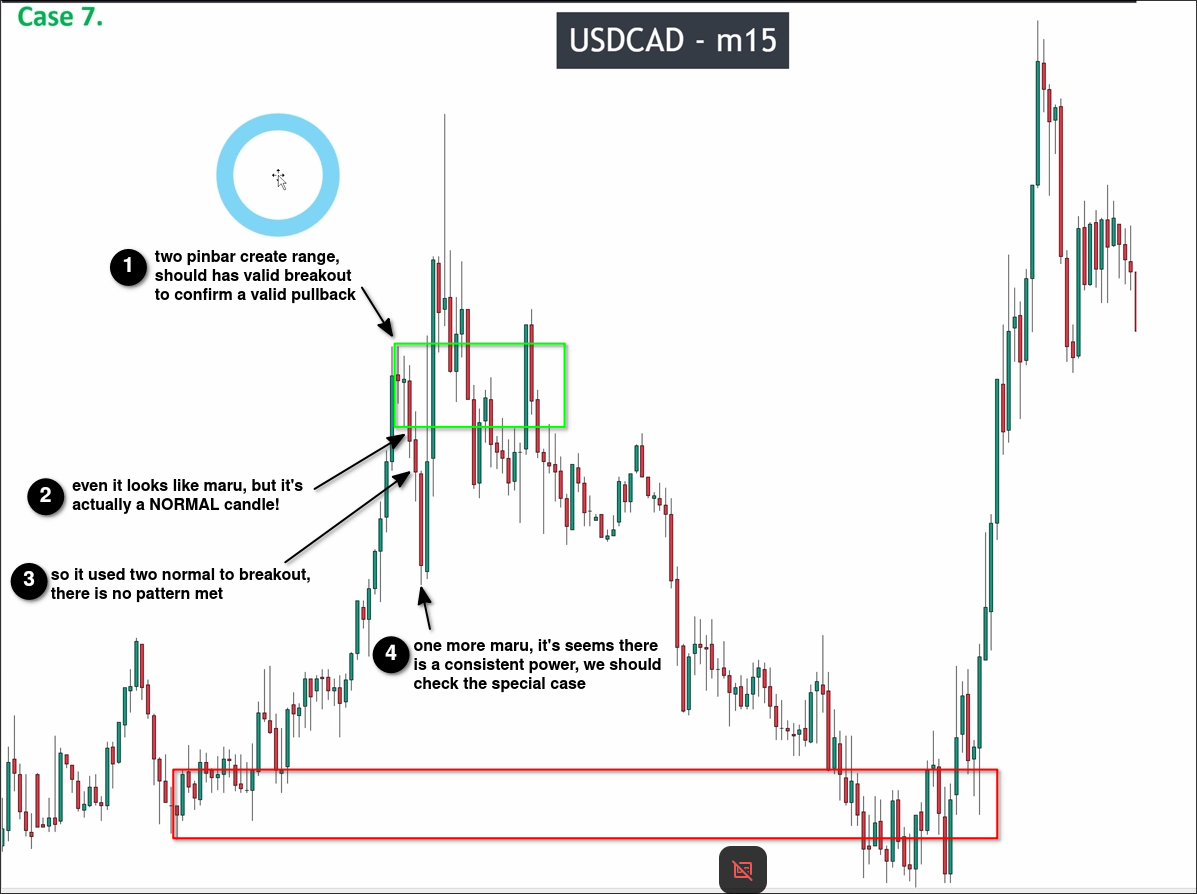 Case 7.
USDCAD - m15
1
two pinbar create range,
should has valid breakout
to confirm a valid pullback
2
even it looks like maru, but it's
actually a NORMAL candle!
3
so it used two normal to breakout,
there is no pattern met
4
one more maru, it's seems there
is a consistent power, we should
check the special case